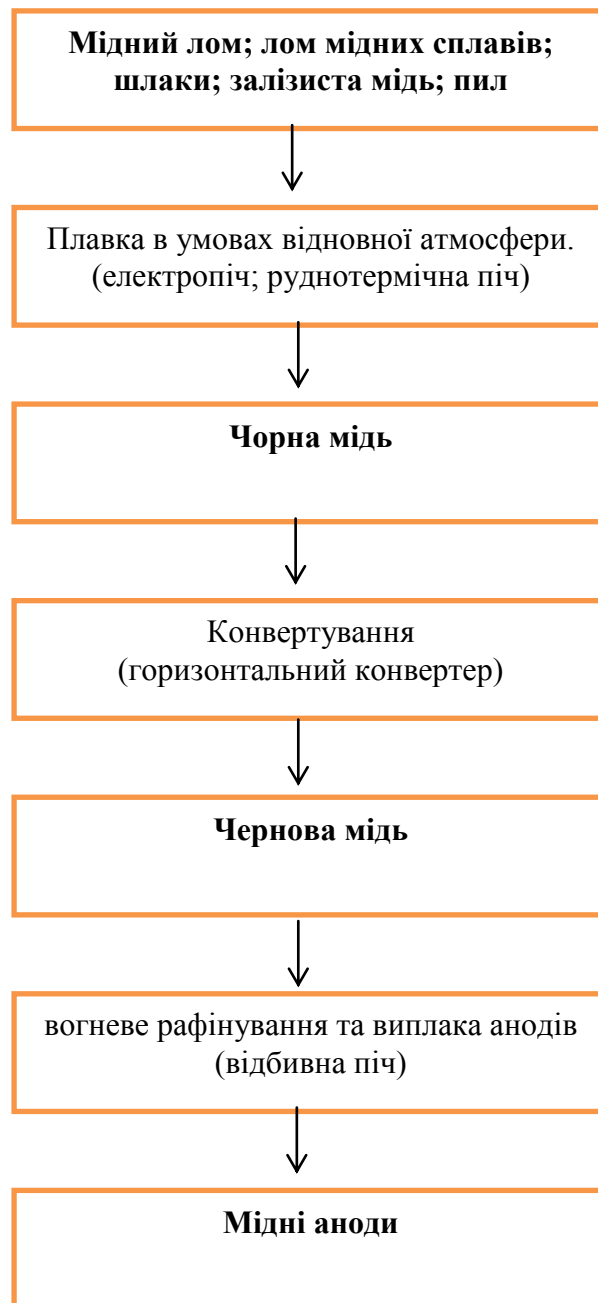 Мідний лом; лом мідних сплавів;
шлаки; залізиста мідь; пил
Плавка в умовах відновної атмосфери.
(електропіч; руднотермічна піч)
Чорна мідь
Конвертування
(горизонтальний конвертер)
Чернова мідь
вогневе рафінування та виплака анодів
(відбивна піч)
Мідні аноди